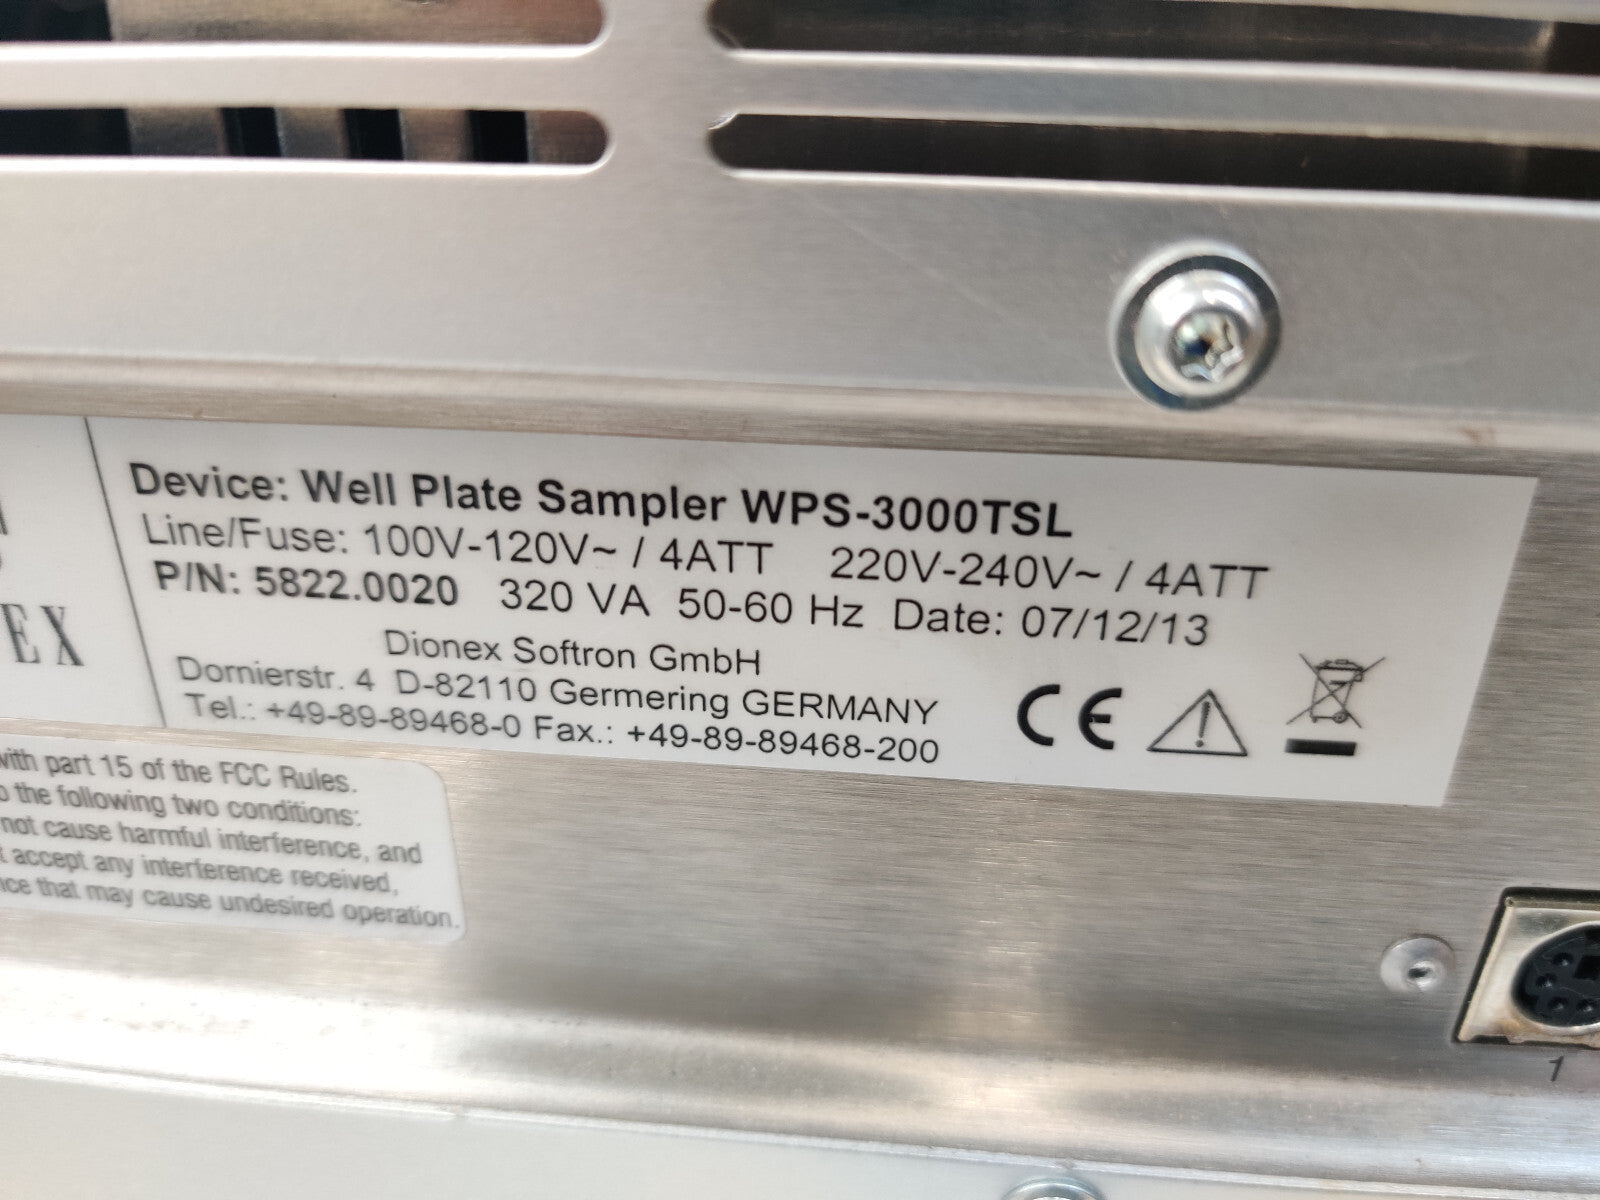 EX
Device: Well Plate Sampler WPS-3000TSL
Line/Fuse: 100V-120V~ / 4ATT 220V-240V~ / 4ATT
P/N: 5822.0020 320 VA 50-60 Hz Date: 07/12/13
Dionex Softron GmbH
Dornierstr. 4 D-82110 Germering GERMANY
Tel.: +49-89-89468-0 Fax.: +49-89-89468-200
CE
with part 15 of the FCC Rules.
the following two conditions:
not cause harmful interference, and
accept any interference received,
that may cause undesired operation.
1